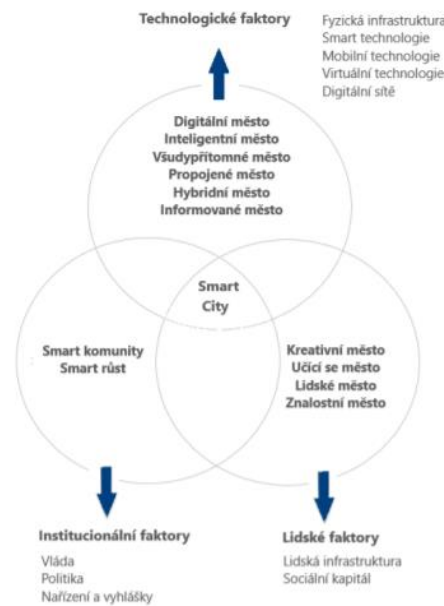 Technologické faktory
Fyzická infrastruktura
Smart technologie
Mobilní technologie
Virtuální technologie
Digitální sítě
Digitální město
Inteligentní město
Všudypřítomné město
Propojené město
Hybridní město
Informované město
Smart
City
Smart komunity
Smart růst
Kreativní město
Učící se město
Lidské město
Znalostní město
Institucionální faktory
Vláda
Politika
Nařízení a vyhlášky
Lidské faktory
Lidská infrastruktura
Sociální kapitál